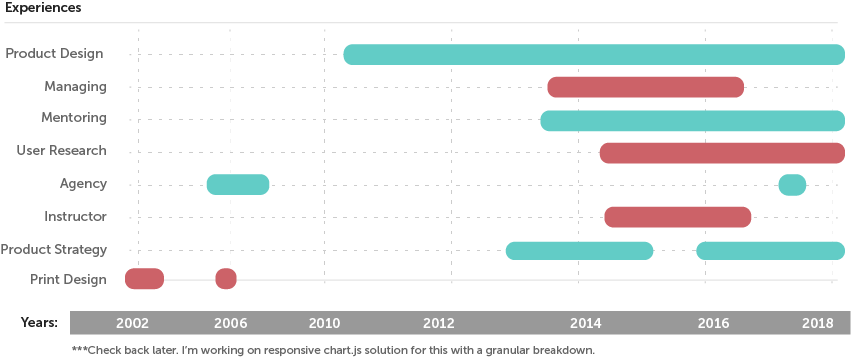 Experiences
Product Design
Managing
Mentoring
User Research
Agency
Instructor
Product Strategy
Print Design
Years: 2002 2006 2010 2012 2014 2016 2018
***Check back later. I'm working on responsive chart.js solution for this with a granular breakdown.